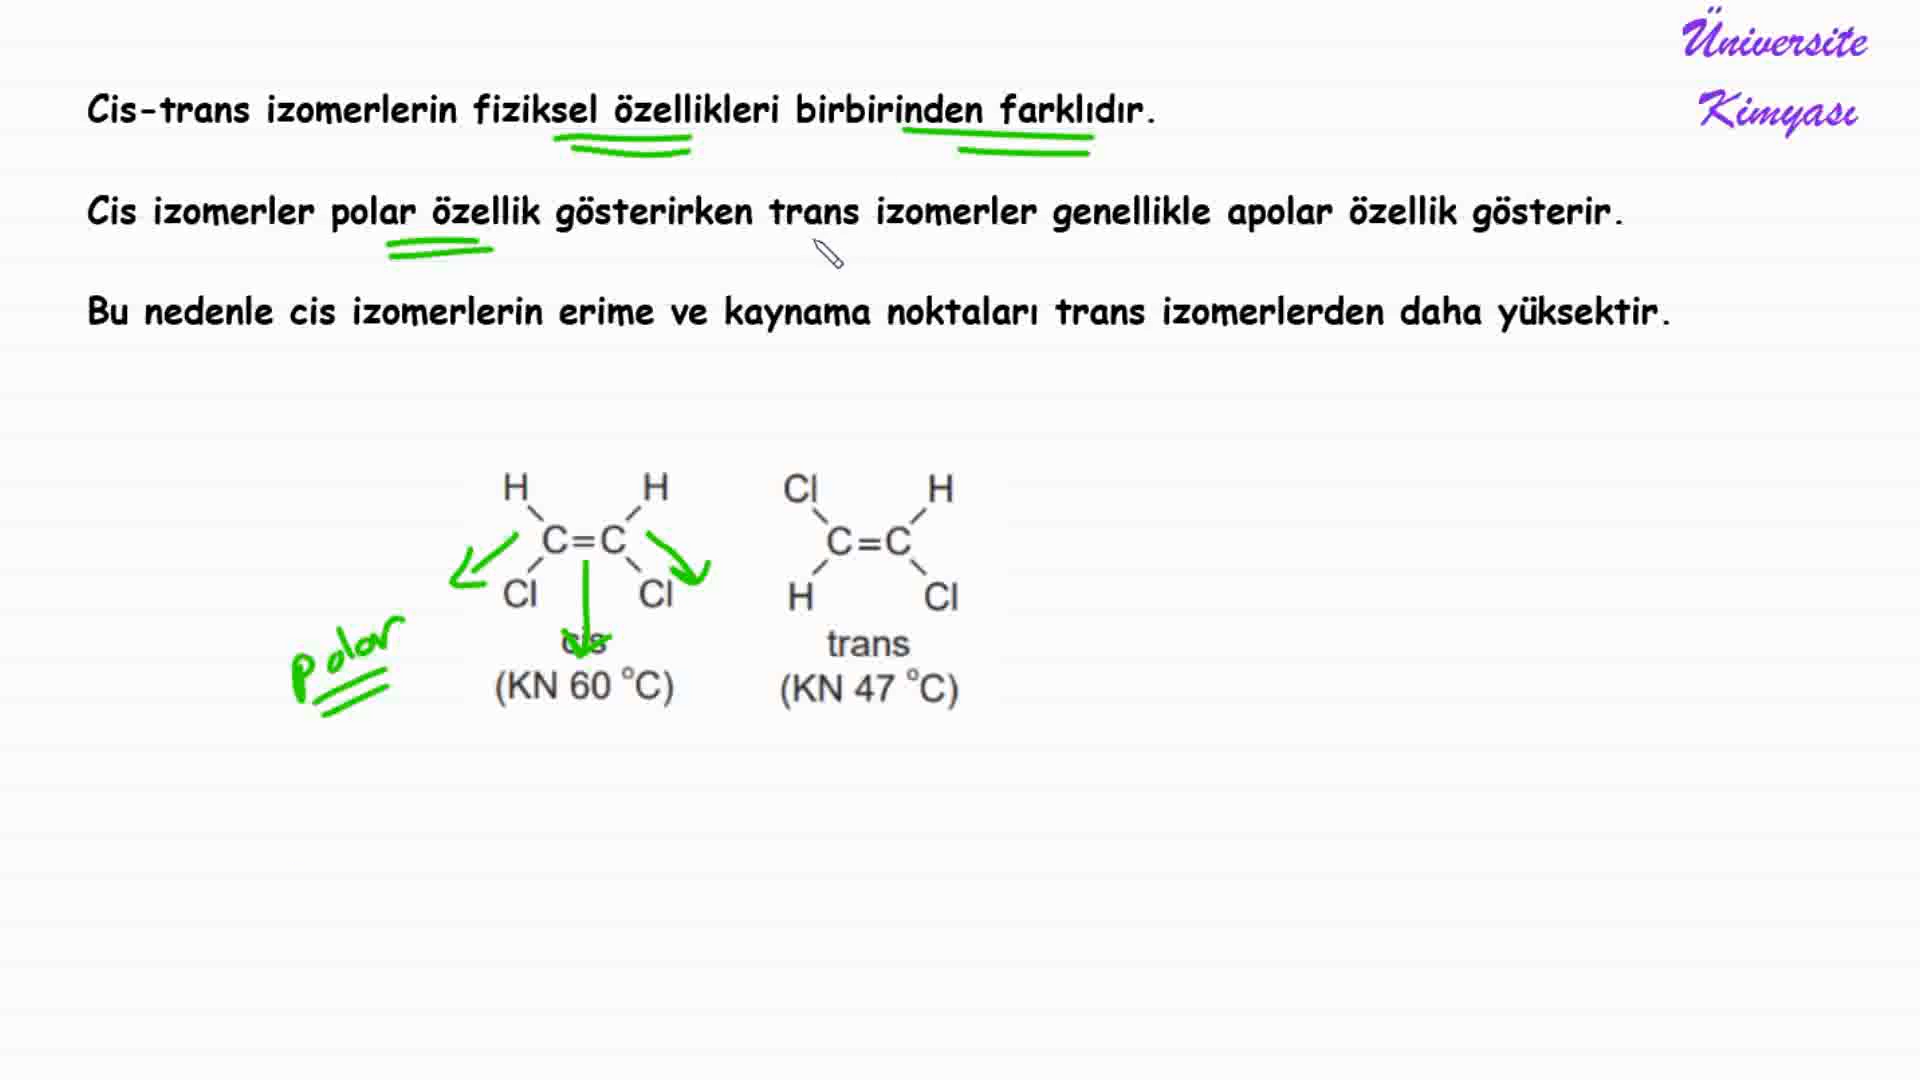 Üniversite
Kimyası
Cis-trans izomerlerin fiziksel özellikleri birbirinden farklıdır.
Cis izomerler polar özellik gösterirken trans izomerler genellikle apolar özellik gösterir.
Bu nedenle cis izomerlerin erime ve kaynama noktaları trans izomerlerden daha yüksektir.
H H Cl H
C=C C=C
Cl Cl H Cl
polar
cis trans
(KN 60 °C) (KN 47 °C)